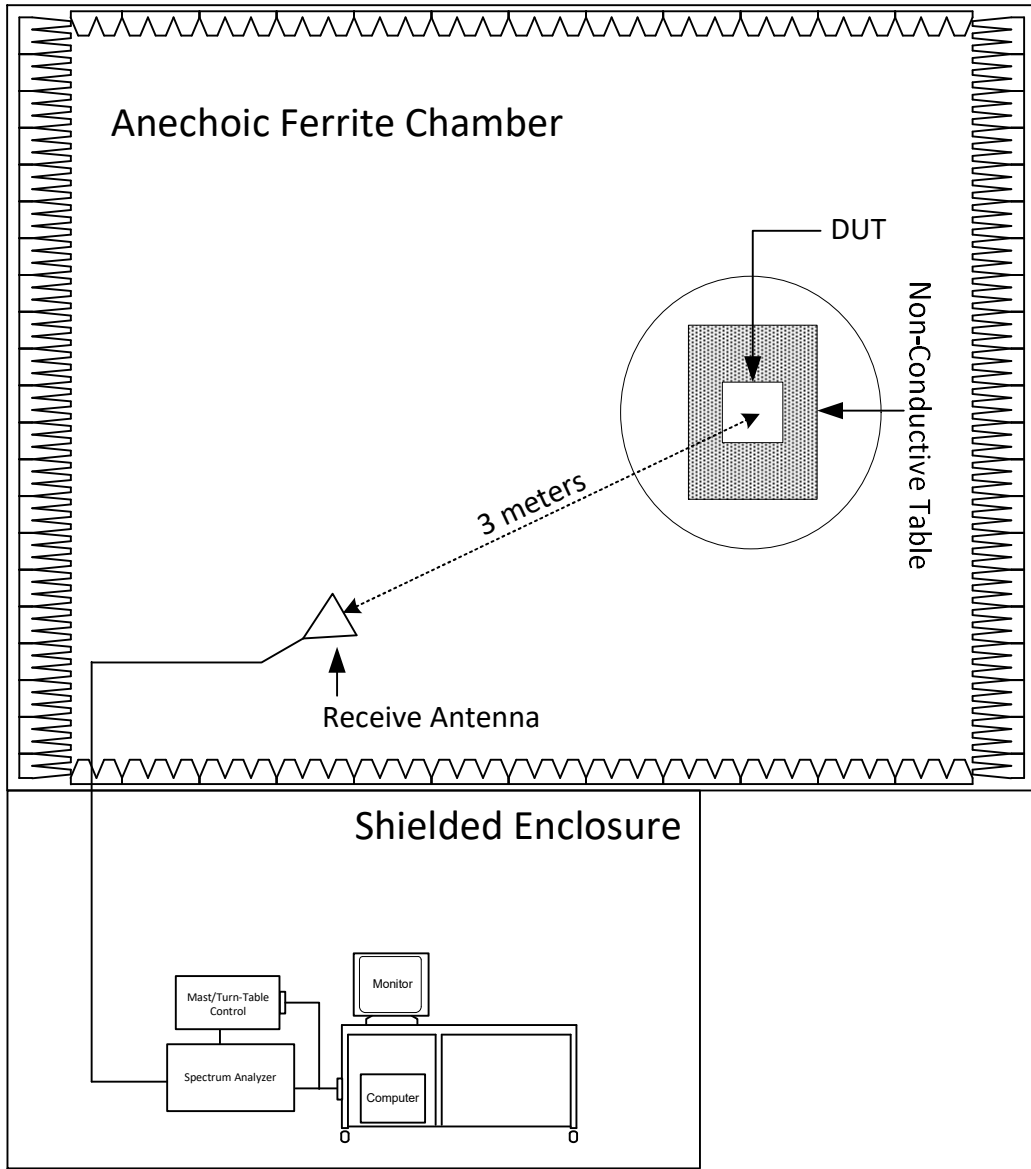 Anechoic Ferrite Chamber
DUT
Non-Conductive Table
3 meters
Receive Antenna
Shielded Enclosure
Monitor
Mast/Turn-Table
Control
Spectrum Analyzer
Computer